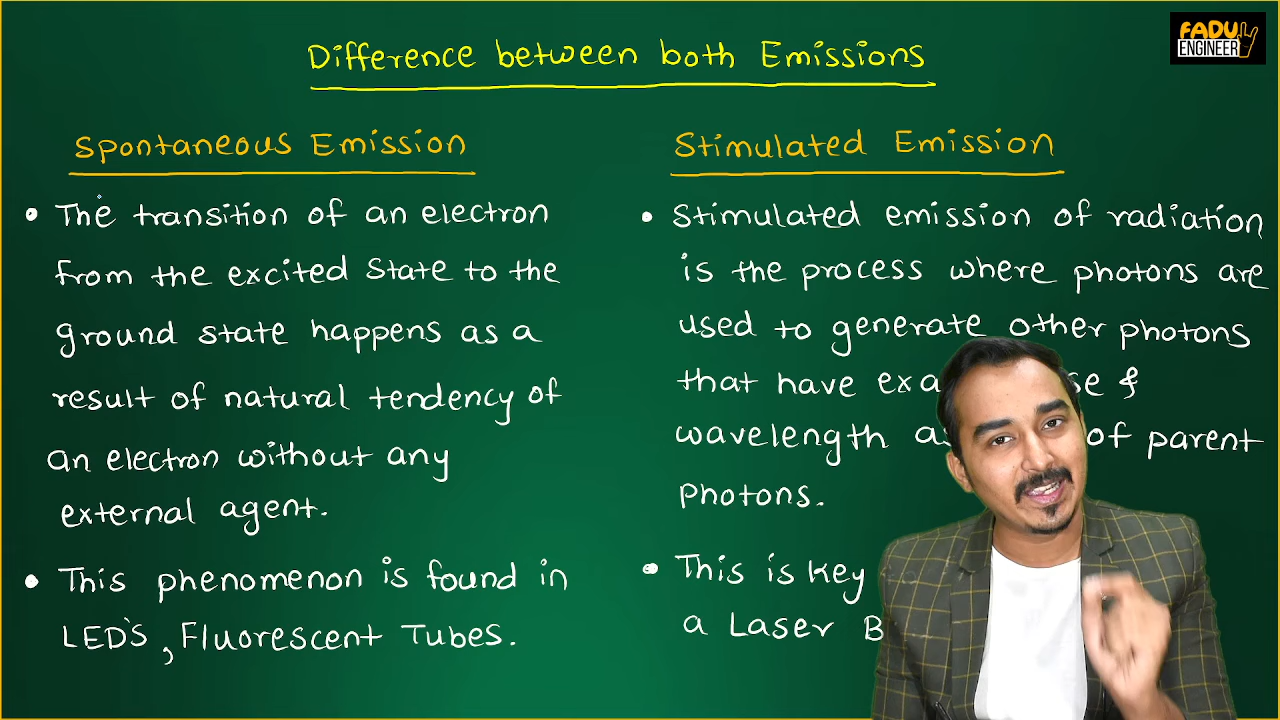 FADU
ENGINEER
Difference between both Emissions
Spontaneous Emission
• The transition of an electron
from the excited state to the
ground state happens as a
result of natural tendency of
an electron without any
external agent.
• This phenomenon is found in
LED's, Fluorescent Tubes.
Stimulated Emission
• Stimulated emission of radiation
is the process where photons are
used to generate other photons
that have &
wavelength of parent
photons.
• This is key
a Laser